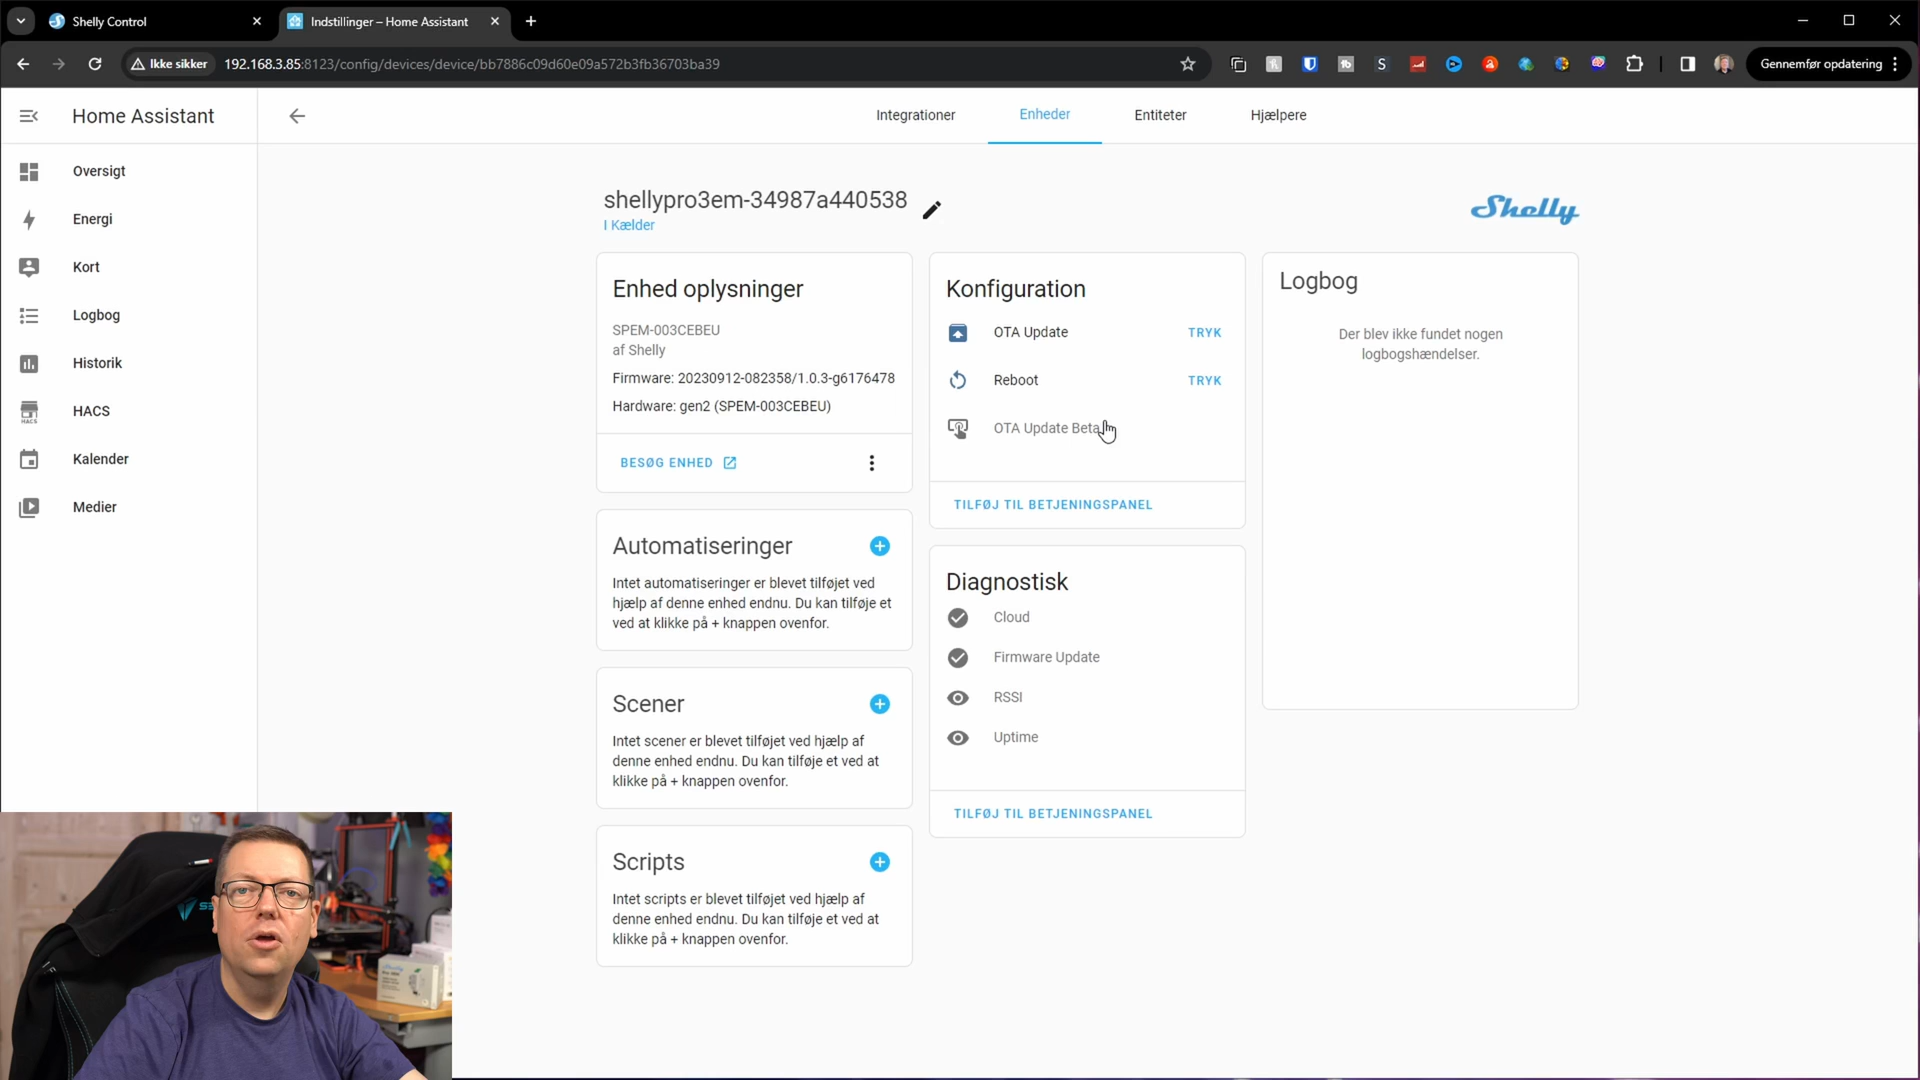 Shelly Control
Indstillinger – Home Assistant
Ikke sikker
192.168.3.85:8123/config/devices/device/bb7886c09d60e09a572b3fb36703ba39
Gennemfør opdatering
Home Assistant
Integrationer
Enheder
Entiteter
Hjælpere
Oversigt
Energi
Kort
Logbog
Historik
HACS
HACS
Kalender
Medier
shellypro3em-34987a440538
I Kælder
Shelly
Enhed oplysninger
SPEM-003CEBEU
af Shelly
Firmware: 20230912-082358/1.0.3-g6176478
Hardware: gen2 (SPEM-003CEBEU)
BESØG ENHED
Automatiseringer
Intet automatiseringer er blevet tilføjet ved
hjælp af denne enhed endnu. Du kan tilføje et
ved at klikke på + knappen ovenfor.
Scener
Intet scener er blevet tilføjet ved hjælp af
denne enhed endnu. Du kan tilføje et ved at
klikke på + knappen ovenfor.
Scripts
Intet scripts er blevet tilføjet ved hjælp af
denne enhed endnu. Du kan tilføje et ved at
klikke på + knappen ovenfor.
Konfiguration
OTA Update
TRYK
Reboot
TRYK
OTA Update Beta
TILFØJ TIL BETJENINGSPANEL
Diagnostisk
Cloud
Firmware Update
RSSI
Uptime
TILFØJ TIL BETJENINGSPANEL
Logbog
Der blev ikke fundet nogen
logbogshændelser.
Shelly